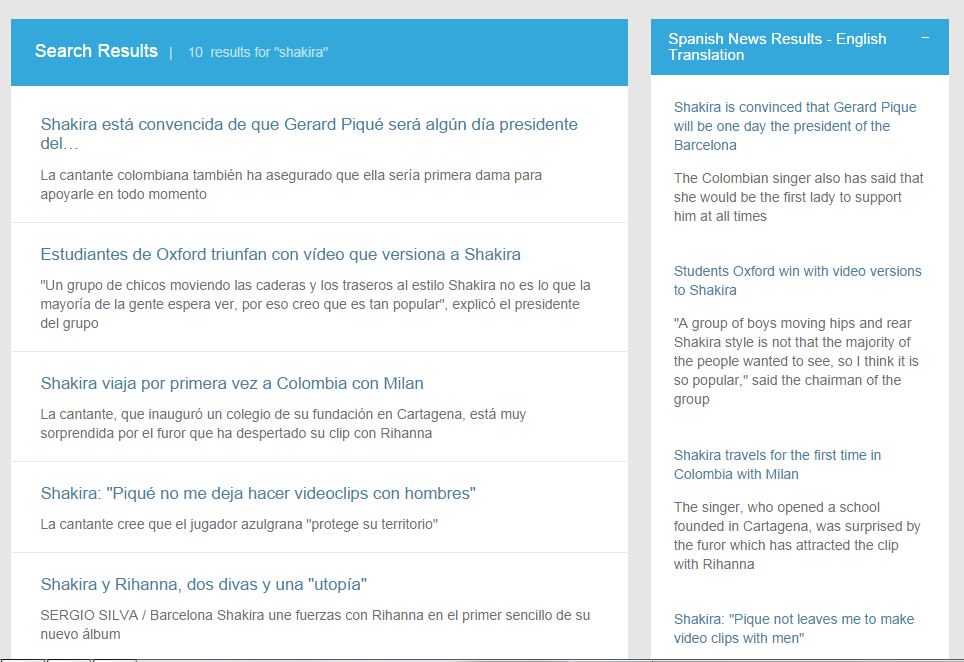 Search Results | 10 results for "shakira"
Shakira está convencida de que Gerard Piqué será algún día presidente
del…
La cantante colombiana también ha asegurado que ella sería primera dama para
apoyarle en todo momento
Estudiantes de Oxford triunfan con vídeo que versiona a Shakira
"Un grupo de chicos moviendo las caderas y los traseros al estilo Shakira no es lo que la
mayoría de la gente espera ver, por eso creo que es tan popular", explicó el presidente
del grupo
Shakira viaja por primera vez a Colombia con Milan
La cantante, que inauguró un colegio de su fundación en Cartagena, está muy
sorprendida por el furor que ha despertado su clip con Rihanna
Shakira: "Piqué no me deja hacer videoclips con hombres"
La cantante cree que el jugador azulgrana "protege su territorio"
Shakira y Rihanna, dos divas y una "utopía"
SERGIO SILVA / Barcelona Shakira une fuerzas con Rihanna en el primer sencillo de su
nuevo álbum
Spanish News Results - English
Translation
Shakira is convinced that Gerard Pique
will be one day the president of the
Barcelona
The Colombian singer also has said that
she would be the first lady to support
him at all times
Students Oxford win with video versions
to Shakira
"A group of boys moving hips and rear
Shakira style is not that the majority of
the people wanted to see, so I think it is
so popular," said the chairman of the
group
Shakira travels for the first time in
Colombia with Milan
The singer, who opened a school
founded in Cartagena, was surprised by
the furor which has attracted the clip
with Rihanna
Shakira: "Pique not leaves me to make
video clips with men"